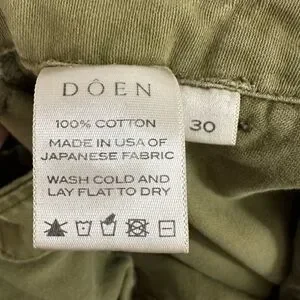 DÔEN
100% COTTON
30
MADE IN USA OF
JAPANESE FABRIC
WASH COLD AND
LAY FLAT TO DRY